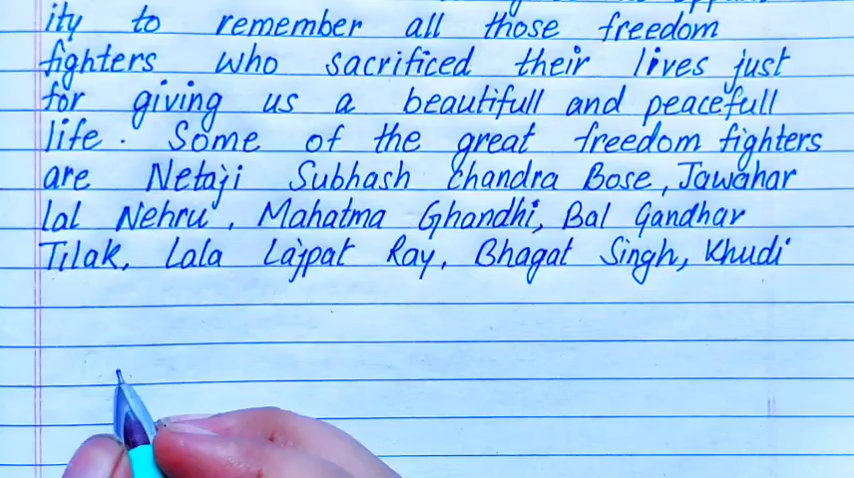 ity to remember all those freedom
fighters who sacrificed their lives just
for giving us a beautifull and peacefull
life. Some of the great freedom fighters
are Netaji Subhash Chandra Bose, Jawahar
lal Nehru, Mahatma Ghandhi, Bal Gandhar
Tilak, Lala Lajpat Ray, Bhagat Singh, Khudi